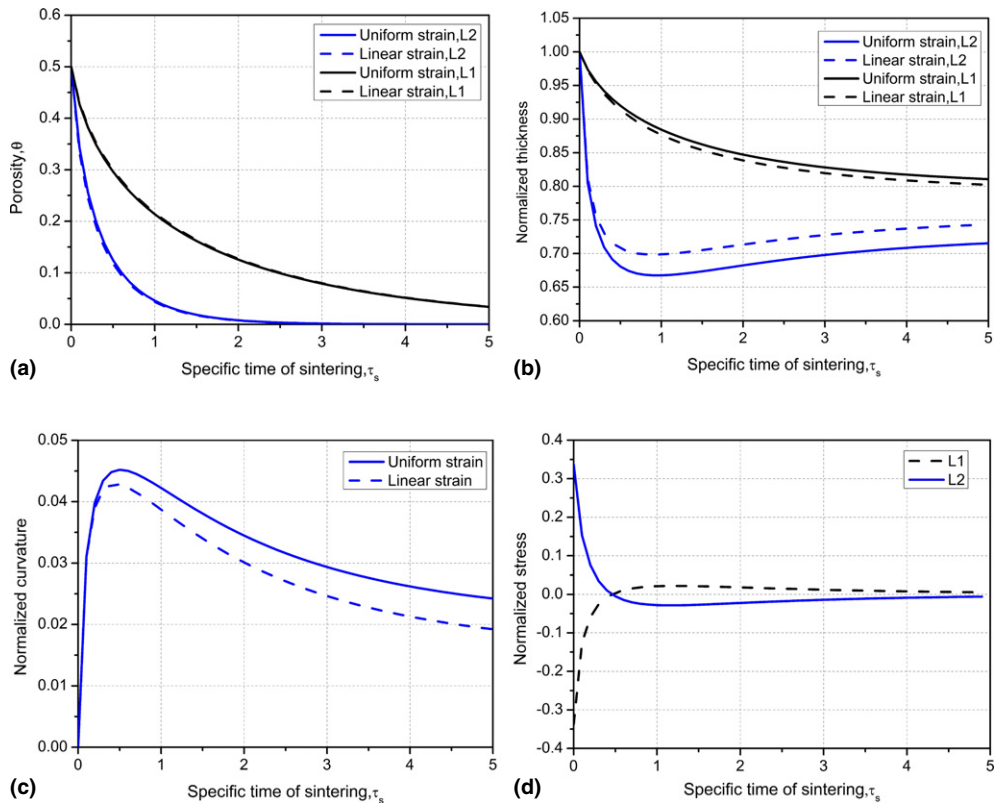 0.6
0.5
0.4
0.3
0.2
0.1
0.0
Porosity,θ
Uniform strain,L2
Linear strain,L2
Uniform strain,L1
Linear strain,L1
0 1 2 3 4 5
Specific time of sintering,τs
(a)
1.05
1.00
0.95
0.90
0.85
0.80
0.75
0.70
0.65
0.60
Normalized thickness
Uniform strain,L2
Linear strain,L2
Uniform strain,L1
Linear strain,L1
0 1 2 3 4 5
Specific time of sintering,τs
(b)
0.05
0.04
0.03
0.02
0.01
0.00
Normalized curvature
Uniform strain
Linear strain
0 1 2 3 4 5
Specific time of sintering,τs
(c)
0.4
0.3
0.2
0.1
0.0
-0.1
-0.2
-0.3
-0.4
Normalized stress
L1
L2
0 1 2 3 4 5
Specific time of sintering,τs
(d)